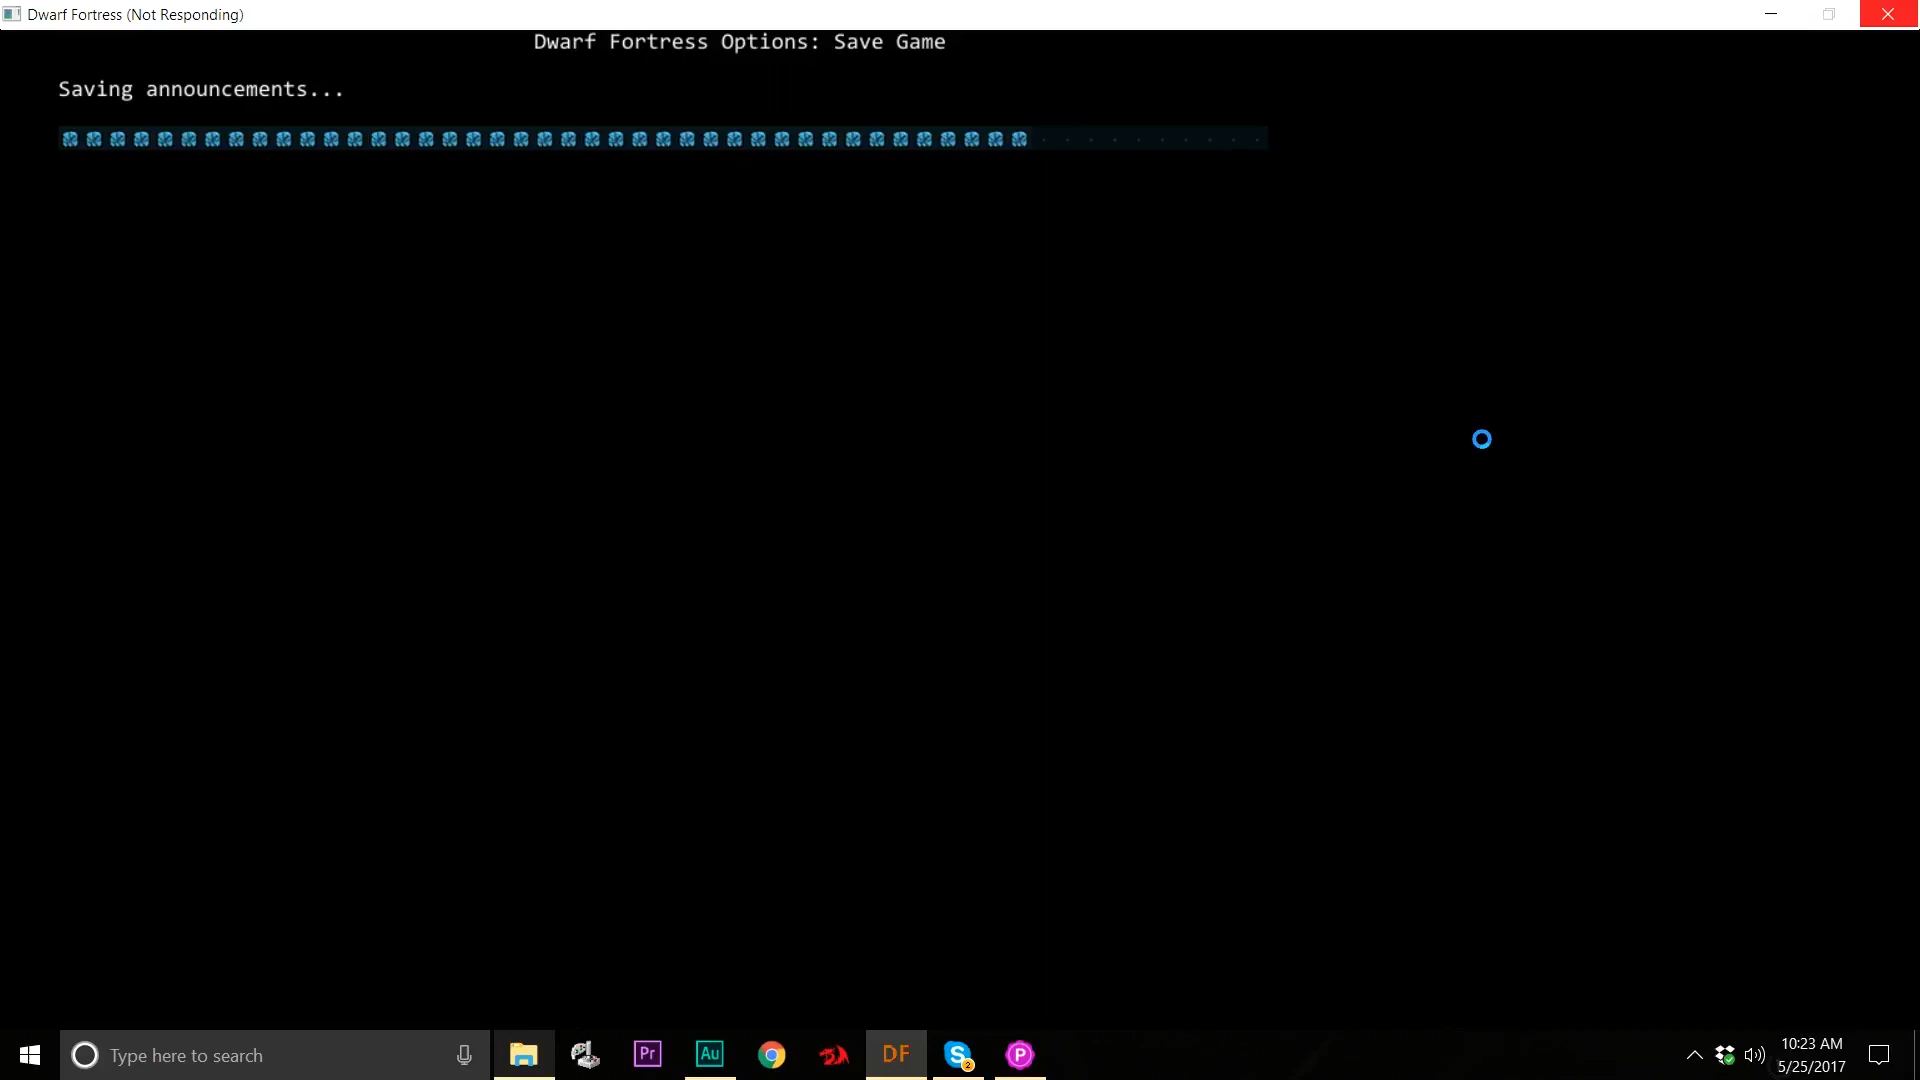 Dwarf Fortress (Not Responding)
Dwarf Fortress Options: Save Game
Saving announcements...
Type here to search
Pr
Au
DF
S
2
P
10:23 AM
5/25/2017